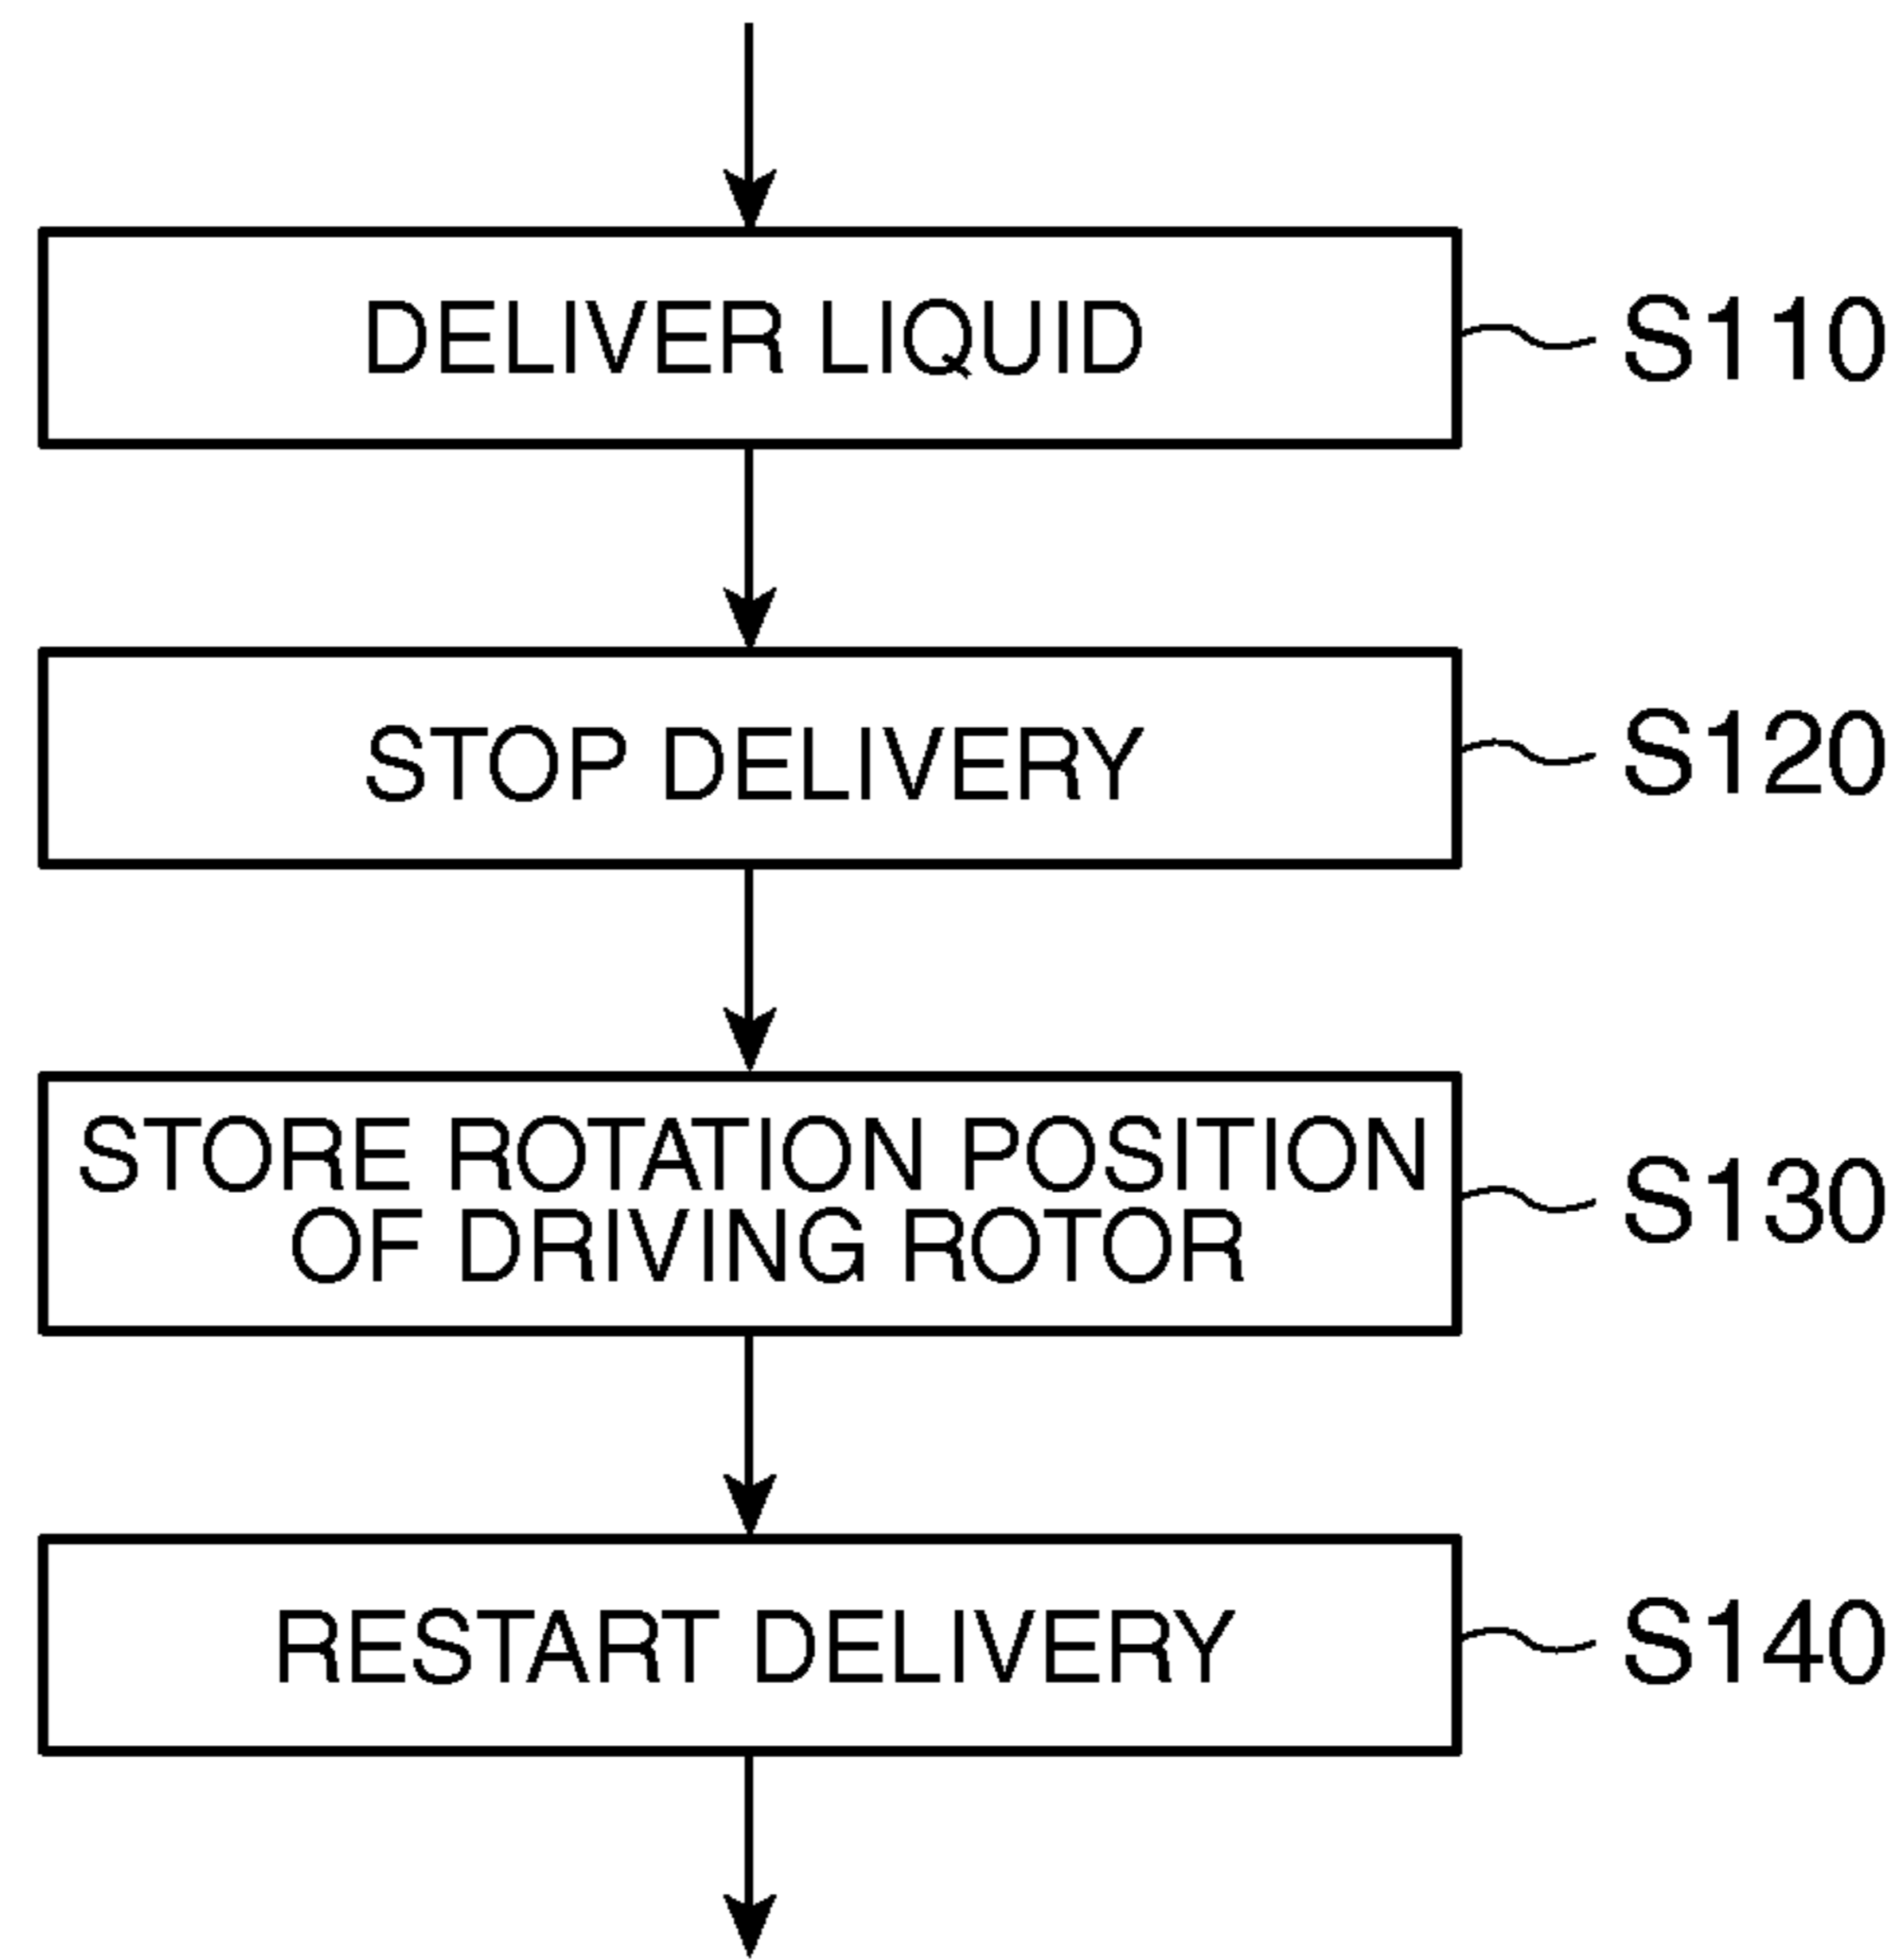 DELIVER LIQUID
S110
STOP DELIVERY
S120
STORE ROTATION POSITION
OF DRIVING ROTOR
S130
RESTART DELIVERY
S140